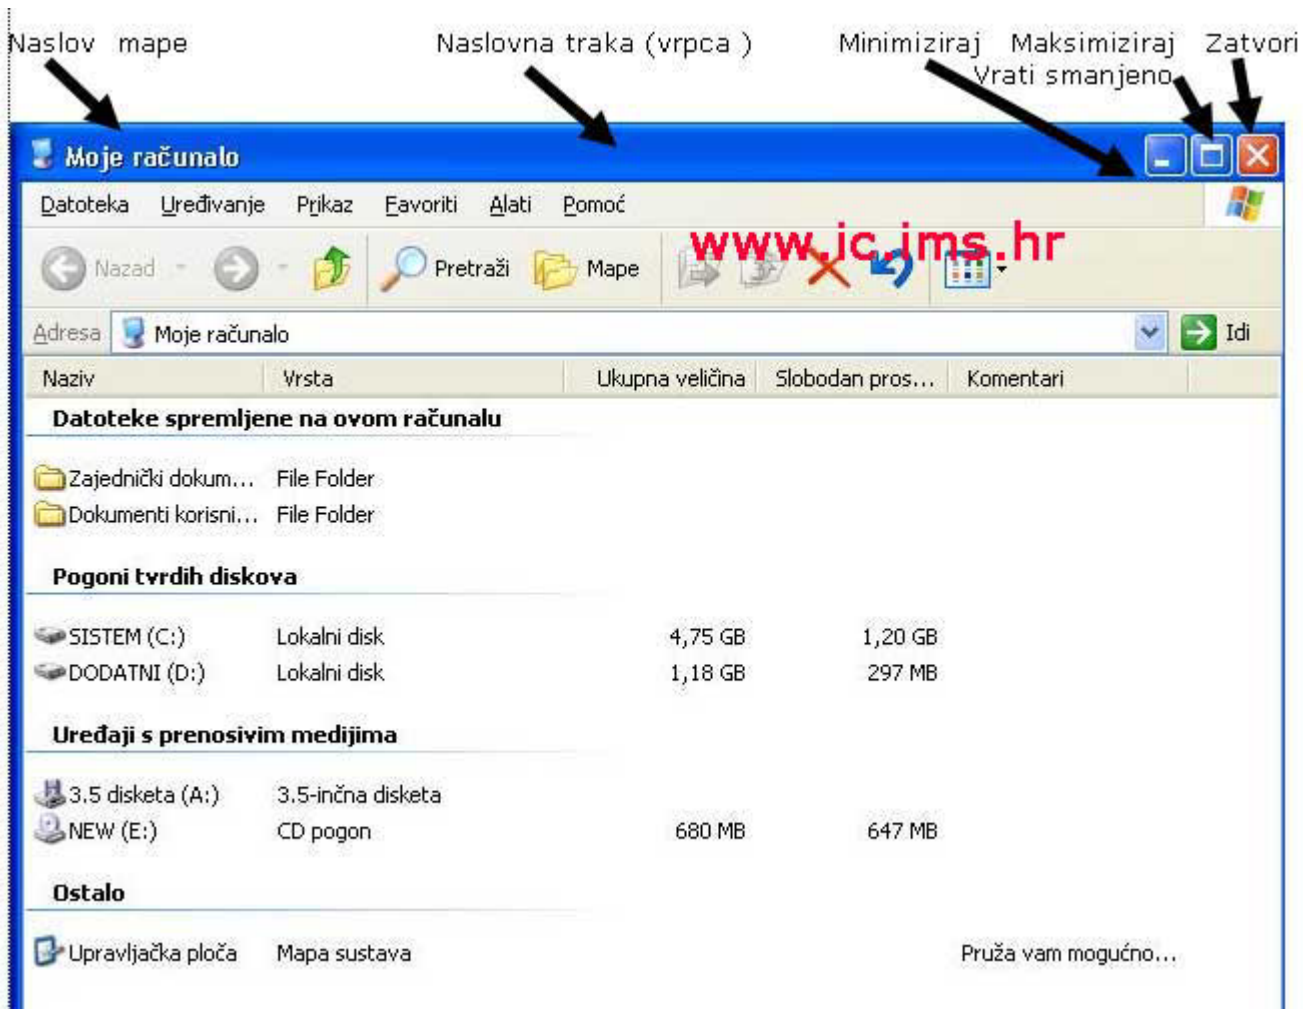 Naslov mape Naslovna traka (vrpca ) Minimiziraj Maksimiziraj Zatvori
Vrati smanjeno
Moje računalo
Datoteka Uređivanje Prikaz Favoriti Alati Pomoć
www.ic.ims.hr
Nazad Pretraži Mape
Adresa Moje računalo Idi
Naziv Vrsta Ukupna veličina Slobodan pros... Komentari
Datoteke spremljene na ovom računalu
Zajednički dokum... File Folder
Dokumenti korisni... File Folder
Pogoni tvrdih diskova
SISTEM (C:) Lokalni disk 4,75 GB 1,20 GB
DODATNI (D:) Lokalni disk 1,18 GB 297 MB
Uređaji s prenosivim medijima
3.5 disketa (A:) 3.5-inčna disketa
NEW (E:) CD pogon 680 MB 647 MB
Ostalo
Upravljačka ploča Mapa sustava Pruža vam mogućno...